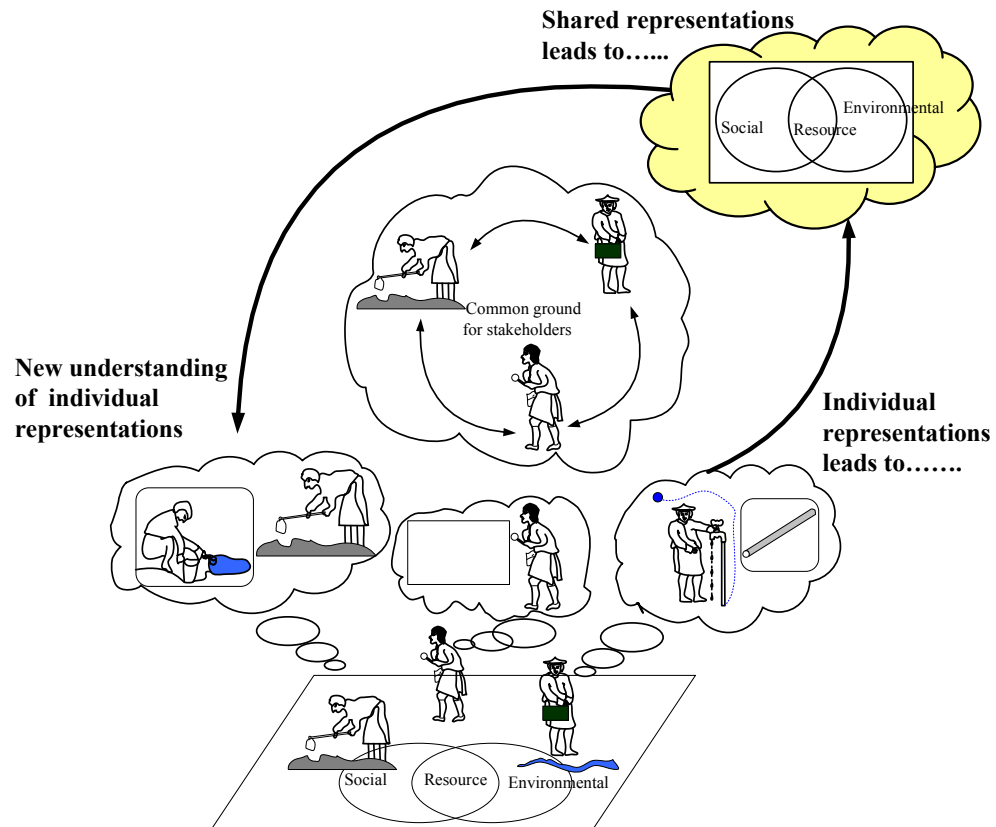 Shared representations
leads to…...
Environmental
Social
Resource
Common ground
for stakeholders
New understanding
of individual
representations
Individual
representations
leads to…….
Social
Resource
Environmental